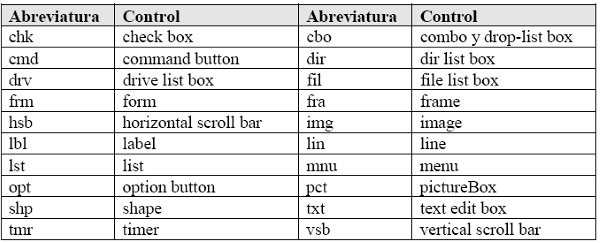 Abreviatura Control Abreviatura Control
chk check box cbo combo y drop-list box
cmd command button dir dir list box
drv drive list box fil file list box
frm form fra frame
hsb horizontal scroll bar img image
lbl label lin line
lst list mnu menu
opt option button pct pictureBox
shp shape txt text edit box
tmr timer vsb vertical scroll bar